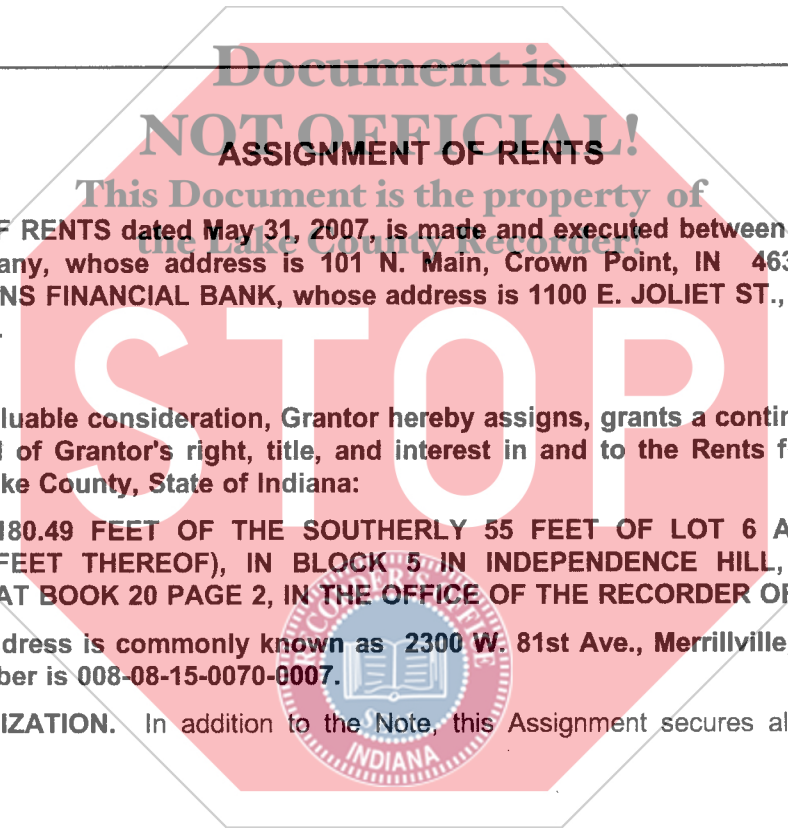 Document is
NOT OFFICIAL!
ASSIGNMENT OF RENTS
This Document is the property of
F RENTS dated May 31, 2007, is made and executed between
the Lake County Recorder!
any, whose address is 101 N. Main, Crown Point, IN 463
NS FINANCIAL BANK, whose address is 1100 E. JOLIET ST.,
STOP
luable consideration, Grantor hereby assigns, grants a contin
l of Grantor's right, title, and interest in and to the Rents f
ke County, State of Indiana:
180.49 FEET OF THE SOUTHERLY 55 FEET OF LOT 6 A
FEET THEREOF), IN BLOCK 5 IN INDEPENDENCE HILL,
AT BOOK 20 PAGE 2, IN THE OFFICE OF THE RECORDER OF
dress is commonly known as 2300 W. 81st Ave., Merrillville
ber is 008-08-15-0070-0007.
IZATION. In addition to the Note, this Assignment secures al
RECORDER'S OFFIE
INDIANA